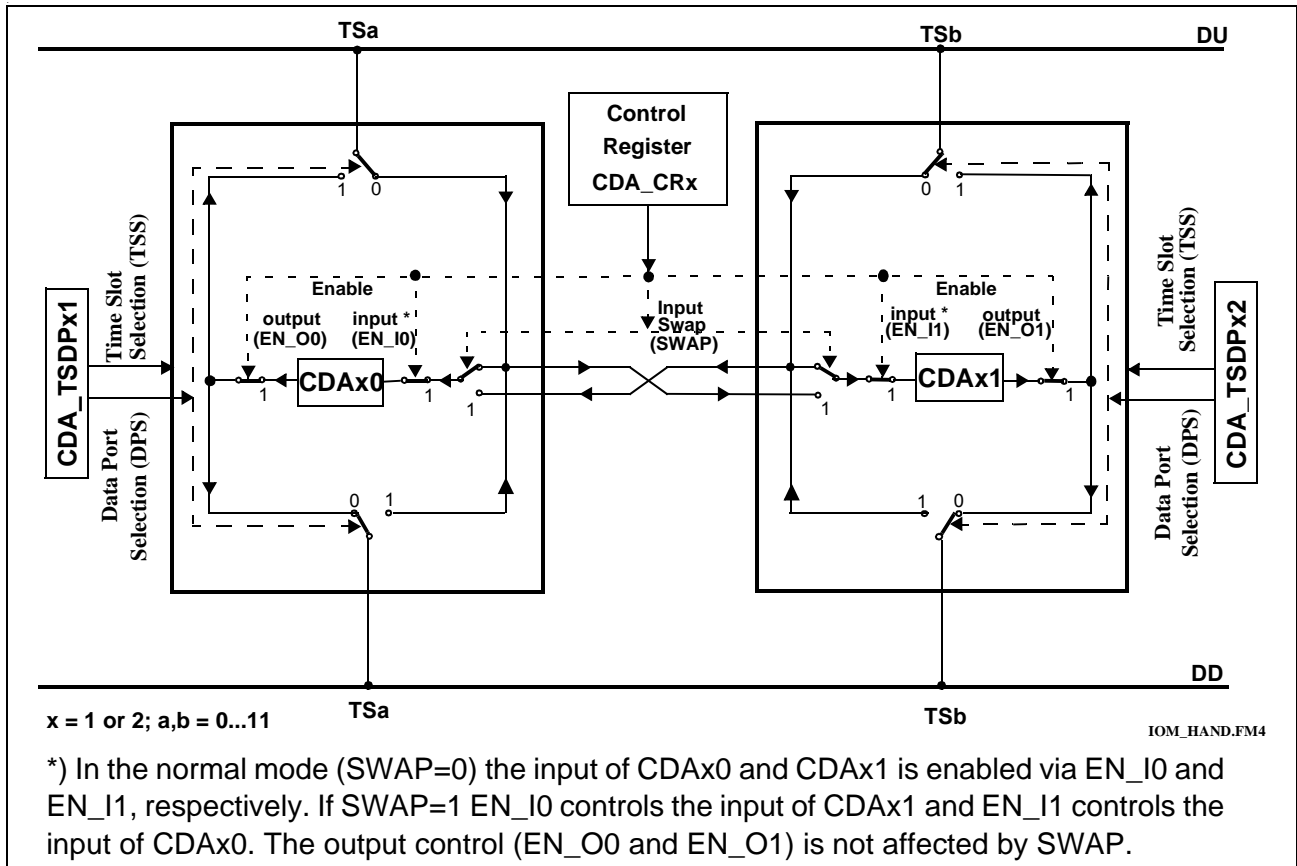 TSa
TSb
DU
Control
Register
CDA_CRx
1 0
0 1
Time Slot
Selection (TSS)
Time Slot
Selection (TSS)
CDA_TSDPx1
CDA_TSDPx2
Enable
output
(EN_O0)
input *
(EN_I0)
Input
Swap
(SWAP)
Enable
input *
(EN_I1)
output
(EN_O1)
CDAx0
CDAx1
1
1
1
1
1
1
Data Port
Selection (DPS)
Data Port
Selection (DPS)
0 1
1 0
DD
TSa
TSb
x = 1 or 2; a,b = 0...11
IOM_HAND.FM4
*) In the normal mode (SWAP=0) the input of CDAx0 and CDAx1 is enabled via EN_I0 and
EN_I1, respectively. If SWAP=1 EN_I0 controls the input of CDAx1 and EN_I1 controls the
input of CDAx0. The output control (EN_O0 and EN_O1) is not affected by SWAP.